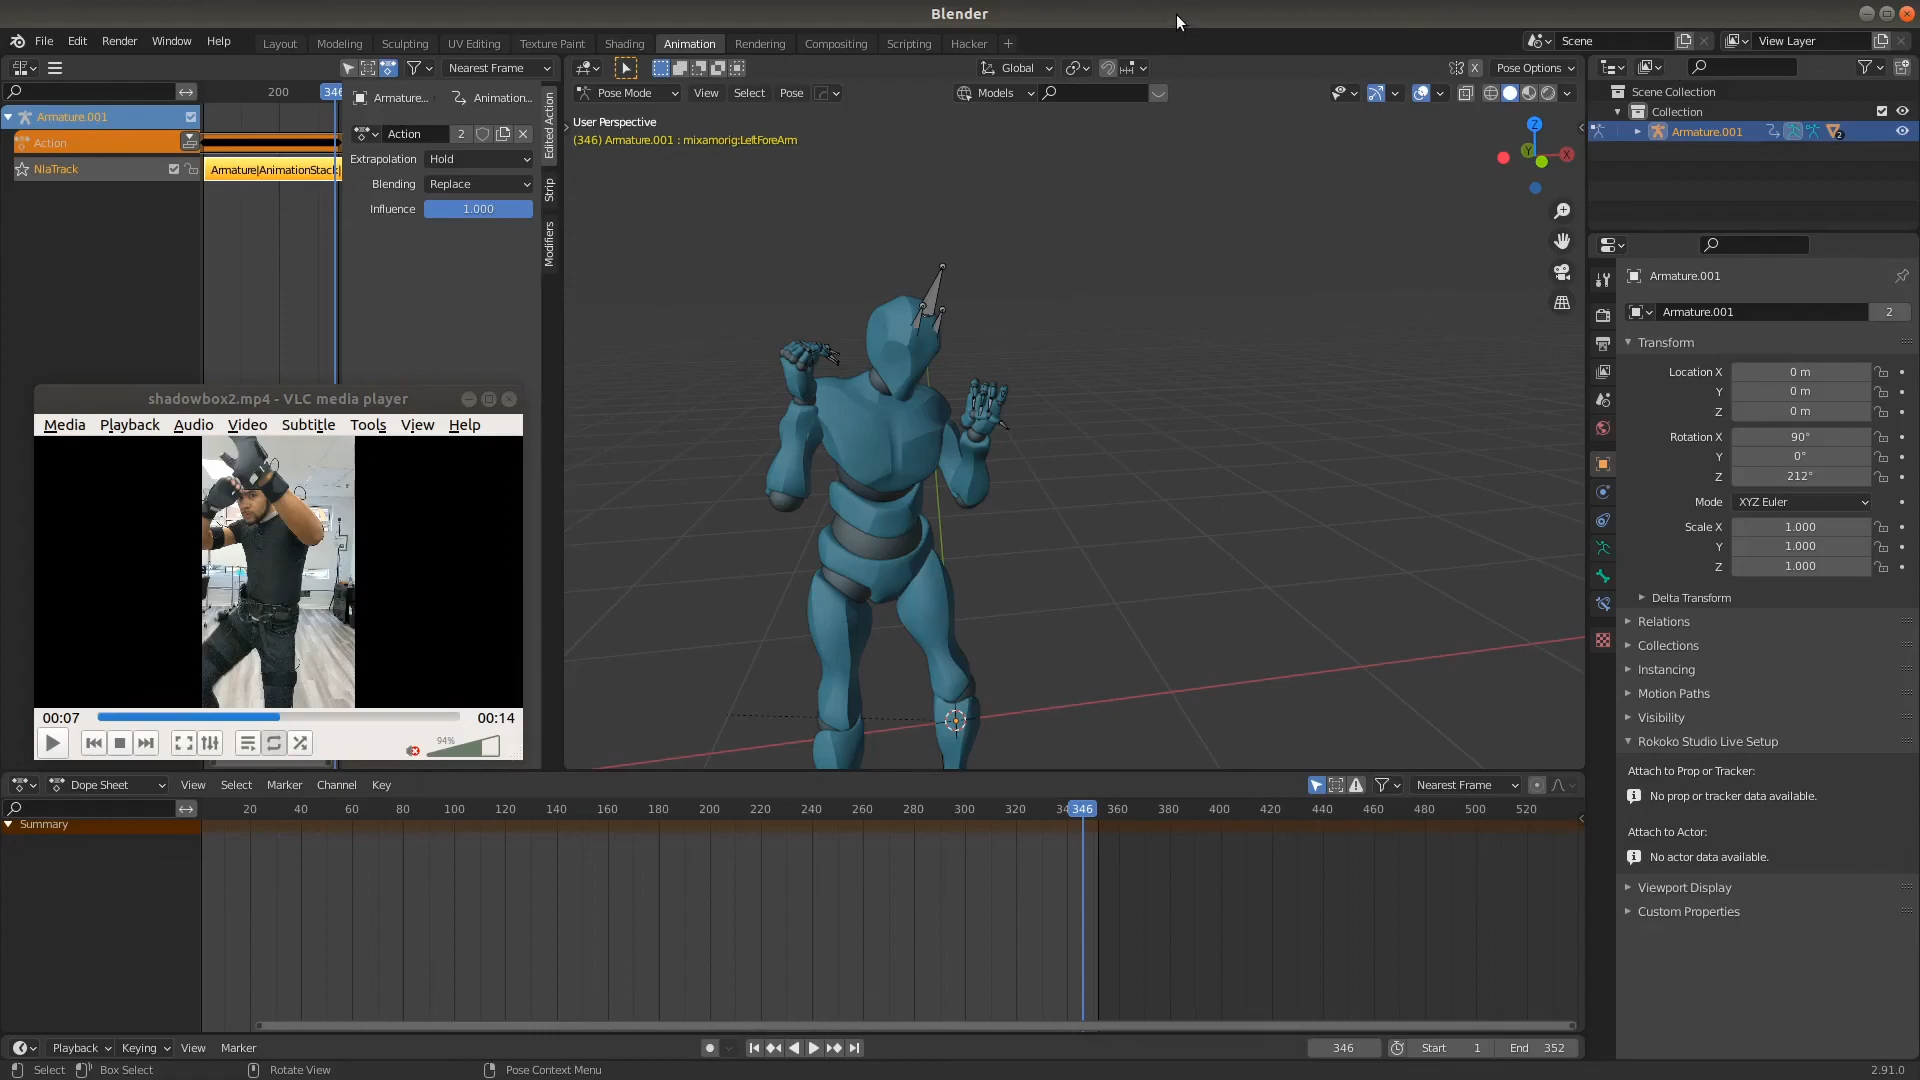 Blender
File Edit Render Window Help
Layout Modeling Sculpting UV Editing Texture Paint Shading Animation Rendering Compositing Scripting Hacker +
Scene
View Layer
Nearest Frame
Global
X
Pose Options
200
346
Armature...
Animation...
Pose Mode View Select Pose
Models
Scene Collection
Collection
Armature.001
2
Armature.001
Action
NlaTrack
Armature|AnimationStack|
Action
2
Extrapolation Hold
Blending Replace
Influence 1.000
Edited Action
Strip
Modifiers
User Perspective
(346) Armature.001 : mixamorig:LeftForeArm
Z
Y
X
Armature.001
Armature.001
2
Transform
Location X 0 m
Y 0 m
Z 0 m
Rotation X 90°
Y 0°
Z 212°
Mode XYZ Euler
Scale X 1.000
Y 1.000
Z 1.000
Delta Transform
Relations
Collections
Instancing
Motion Paths
Visibility
Rokoko Studio Live Setup
Attach to Prop or Tracker:
No prop or tracker data available.
Attach to Actor:
No actor data available.
Viewport Display
Custom Properties
shadowbox2.mp4 - VLC media player
Media Playback Audio Video Subtitle Tools View Help
00:07
00:14
94%
Dope Sheet View Select Marker Channel Key
Nearest Frame
20 40 60 80 100 120 140 160 180 200 220 240 260 280 300 320 34 346 360 380 400 420 440 460 480 500 520
Summary
Playback Keying View Marker
346
Start 1
End 352
Select Box Select Rotate View Pose Context Menu
2.91.0